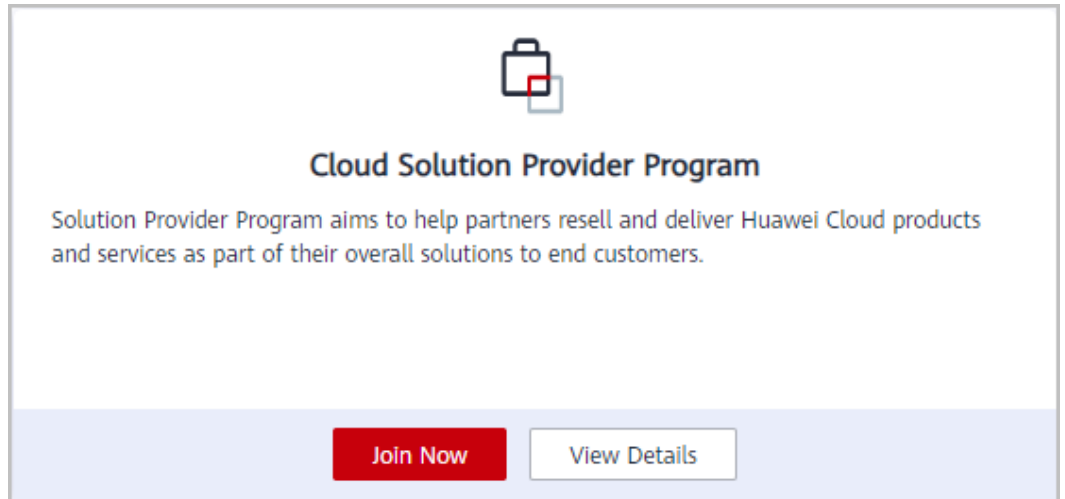 Cloud Solution Provider Program
Solution Provider Program aims to help partners resell and deliver Huawei Cloud products
and services as part of their overall solutions to end customers.
Join Now
View Details